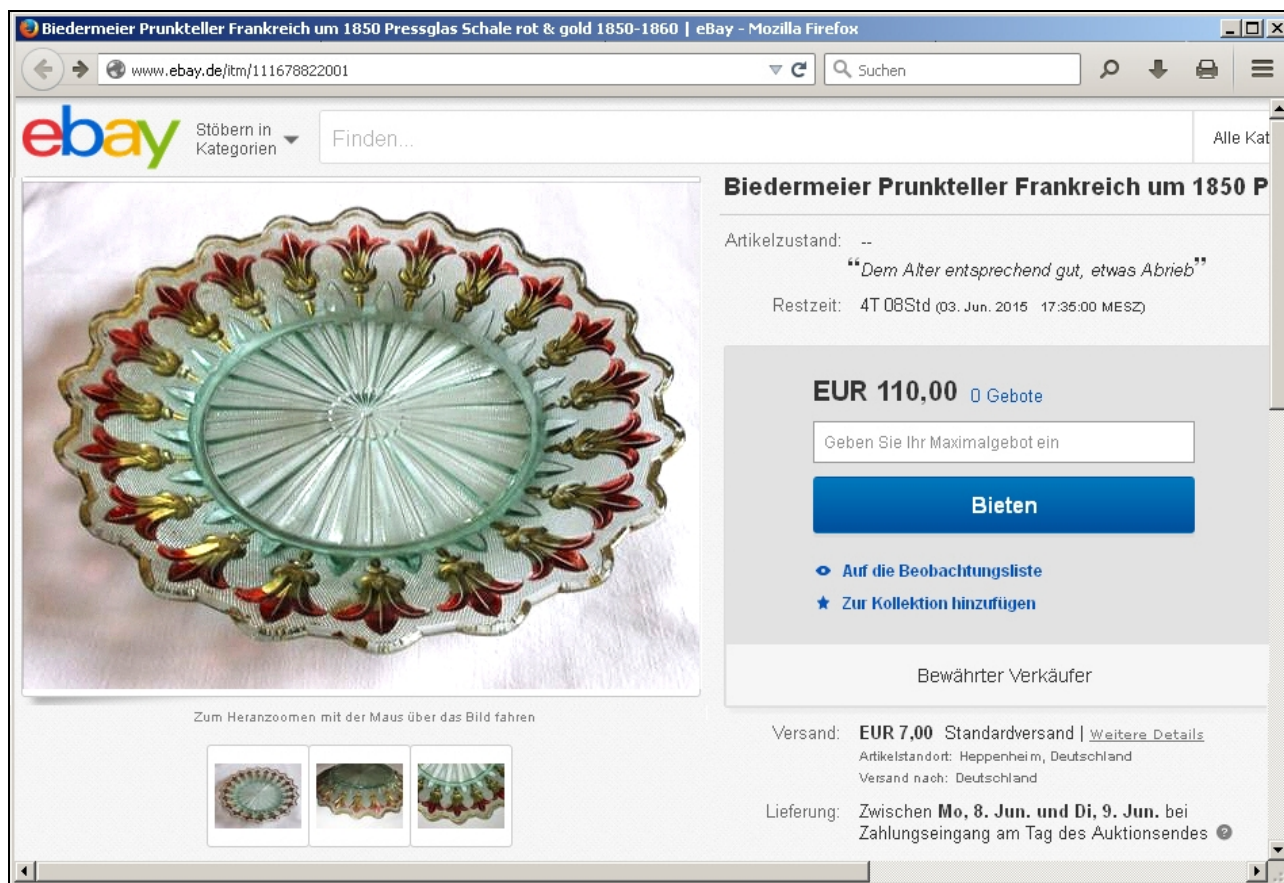 Biedermeier Prunkteller Frankreich um 1850 Pressglas Schale rot & gold 1850-1860 | eBay - Mozilla Firefox
www.ebay.de/itm/111678822001
Suchen
ebay
Stöbern in
Kategorien
Finden...
Alle Kat
Biedermeier Prunkteller Frankreich um 1850 P
Artikelzustand: --
“Dem Alter entsprechend gut, etwas Abrieb”
Restzeit: 4T 08Std (03. Jun. 2015 17:35:00 MESZ)
EUR 110,00 0 Gebote
Geben Sie Ihr Maximalgebot ein
Bieten
Auf die Beobachtungsliste
Zur Kollektion hinzufügen
Bewährter Verkäufer
Zum Heranzoomen mit der Maus über das Bild fahren
Versand: EUR 7,00 Standardversand | Weitere Details
Artikelstandort: Heppenheim, Deutschland
Versand nach: Deutschland
Lieferung: Zwischen Mo, 8. Jun. und Di, 9. Jun. bei
Zahlungseingang am Tag des Auktionsendes ?